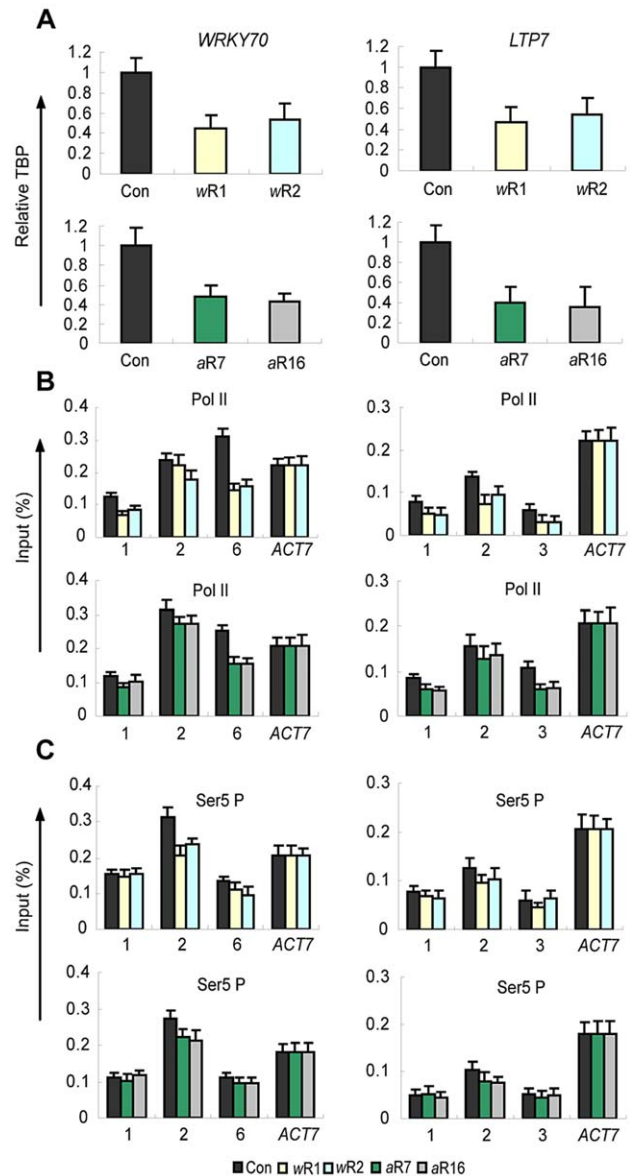 A
WRKY70 LTP7
Relative TBP
1.2 1.2
1 1
0.8 0.8
0.6 0.6
0.4 0.4
0.2 0.2
0 0
Con wR1 wR2 Con wR1 wR2
1.2 1.2
1 1
0.8 0.8
0.6 0.6
0.4 0.4
0.2 0.2
0 0
Con aR7 aR16 Con aR7 aR16
B
Input (%)
Pol II Pol II
0.4 0.3
0.3 0.2
0.2 0.1
0.1 0
0
1 2 6 ACT7 1 2 3 ACT7
Pol II Pol II
0.4 0.3
0.3 0.2
0.2 0.1
0.1 0
0
1 2 6 ACT7 1 2 3 ACT7
C
Input (%)
Ser5 P Ser5 P
0.4 0.3
0.3 0.2
0.2 0.1
0.1 0
0
1 2 6 ACT7 1 2 3 ACT7
Ser5 P Ser5 P
0.4 0.3
0.3 0.2
0.2 0.1
0.1 0
0
1 2 6 ACT7 1 2 3 ACT7
Con wR1 wR2 aR7 aR16